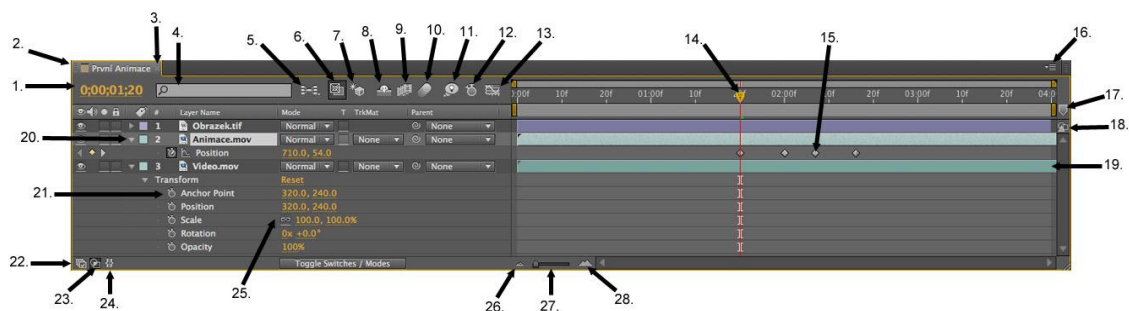 1.
2.
3.
4.
5.
6.
7.
8.
9.
10.
11.
12.
13.
14.
15.
16.
17.
18.
19.
20.
21.
22.
23.
24.
25.
26.
27.
28.
První Animace
0;00;01;20
:00f 10f 20f 01:00f 10f 20f 02:00f 10f 20f 03:00f 10f 20f 04:0
# Layer Name Mode T TrkMat Parent
1 Obrazek.tif Normal None
2 Animace.mov Normal None None
Position 710.0, 54.0
3 Video.mov Normal None None
Transform Reset
Anchor Point 320.0, 240.0
Position 320.0, 240.0
Scale 100.0, 100.0%
Rotation 0x +0.0°
Opacity 100%
Toggle Switches / Modes